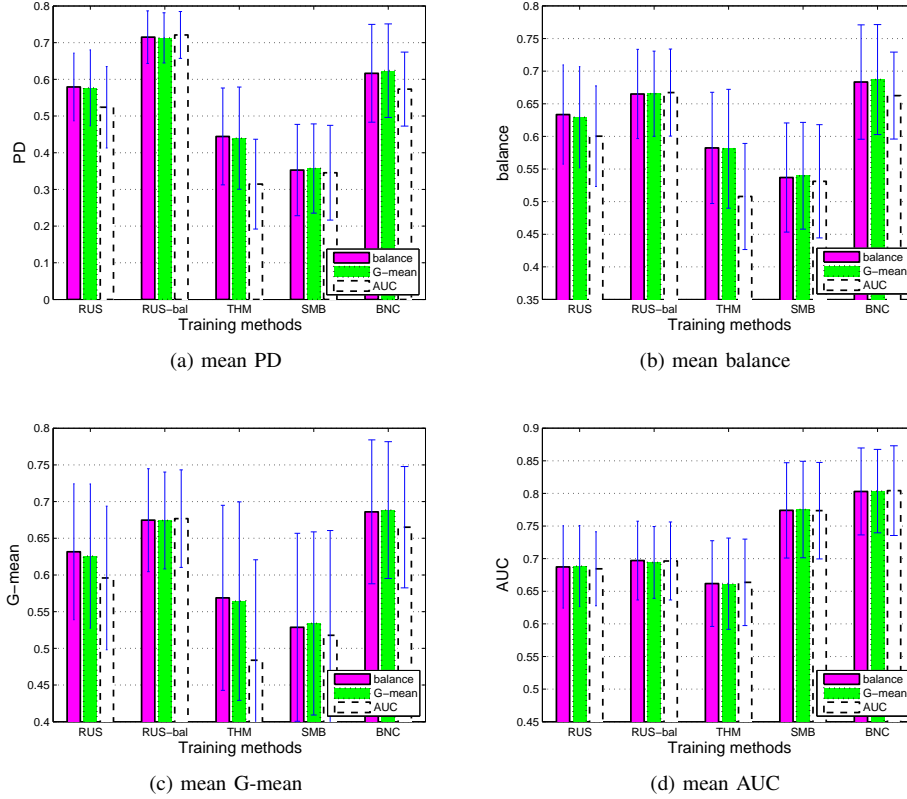 0.8
0.7
0.6
0.5
0.4
0.3
0.2
0.1
0
PD
RUS RUS−bal THM SMB BNC
Training methods
balance
G−mean
AUC
(a) mean PD
0.8
0.75
0.7
0.65
0.6
0.55
0.5
0.45
0.4
0.35
balance
RUS RUS−bal THM SMB BNC
Training methods
balance
G−mean
AUC
(b) mean balance
0.8
0.75
0.7
0.65
0.6
0.55
0.5
0.45
0.4
G−mean
RUS RUS−bal THM SMB BNC
Training methods
balance
G−mean
AUC
(c) mean G-mean
0.9
0.85
0.8
0.75
0.7
0.65
0.6
0.55
0.5
0.45
AUC
RUS RUS−bal THM SMB BNC
Training methods
balance
G−mean
AUC
(d) mean AUC